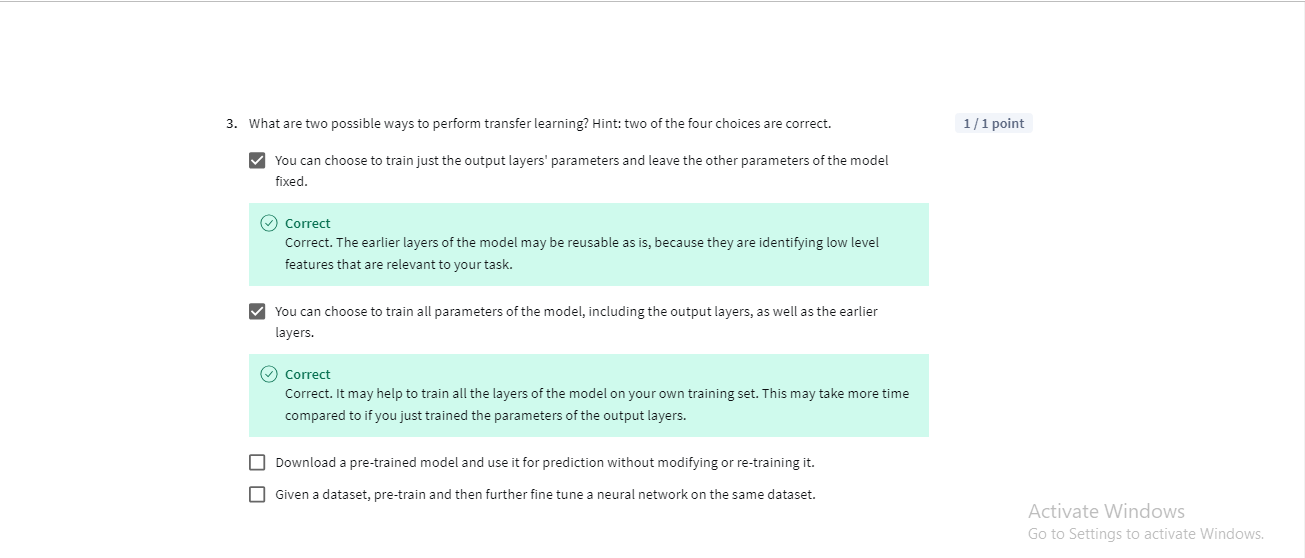 3. What are two possible ways to perform transfer learning? Hint: two of the four choices are correct.
1 / 1 point
You can choose to train just the output layers' parameters and leave the other parameters of the model
fixed.
Correct
Correct. The earlier layers of the model may be reusable as is, because they are identifying low level
features that are relevant to your task.
You can choose to train all parameters of the model, including the output layers, as well as the earlier
layers.
Correct
Correct. It may help to train all the layers of the model on your own training set. This may take more time
compared to if you just trained the parameters of the output layers.
Download a pre-trained model and use it for prediction without modifying or re-training it.
Given a dataset, pre-train and then further fine tune a neural network on the same dataset.
Activate Windows
Go to Settings to activate Windows.